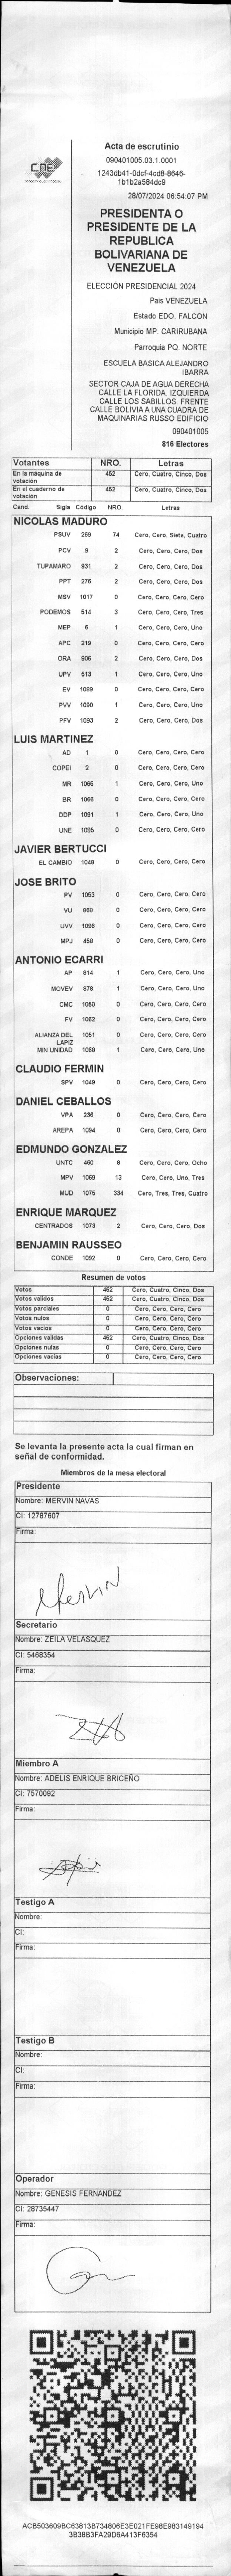 CNE
Acta de escrutinio
090401005.03.1.0001
1243db41-0dcf-4cd8-8646-
1b1b2a584dc9
28/07/2024 06:54:07 PM
PRESIDENTA O
PRESIDENTE DE LA
REPUBLICA
BOLIVARIANA DE
VENEZUELA
ELECCIÓN PRESIDENCIAL 2024
Pais VENEZUELA
Estado EDO. FALCON
Municipio MP. CARIRUBANA
Parroquia PQ. NORTE
ESCUELA BASICA ALEJANDRO
IBARRA
SECTOR CAJA DE AGUA DERECHA
CALLE LA FLORIDA. IZQUIERDA
CALLE LOS SABILLOS. FRENTE
CALLE BOLIVIA A UNA CUADRA DE
MAQUINARIAS RUSSO EDIFICIO
090401005
816 Electores
Votantes NRO. Letras
En la máquina de votación 452 Cero, Cuatro, Cinco, Dos
En el cuaderno de votación 452 Cero, Cuatro, Cinco, Dos
Cand. Sigla Código NRO. Letras
NICOLAS MADURO
PSUV 269 74 Cero, Cero, Siete, Cuatro
PCV 9 2 Cero, Cero, Cero, Dos
TUPAMARO 931 2 Cero, Cero, Cero, Dos
PPT 276 2 Cero, Cero, Cero, Dos
MSV 1017 0 Cero, Cero, Cero, Cero
PODEMOS 514 3 Cero, Cero, Cero, Tres
MEP 6 1 Cero, Cero, Cero, Uno
APC 219 0 Cero, Cero, Cero, Cero
ORA 906 2 Cero, Cero, Cero, Dos
UPV 513 1 Cero, Cero, Cero, Uno
EV 1089 0 Cero, Cero, Cero, Cero
PVV 1090 1 Cero, Cero, Cero, Uno
PFV 1093 2 Cero, Cero, Cero, Dos
LUIS MARTINEZ
AD 1 0 Cero, Cero, Cero, Cero
COPEI 2 0 Cero, Cero, Cero, Cero
MR 1065 1 Cero, Cero, Cero, Uno
BR 1066 0 Cero, Cero, Cero, Cero
DDP 1091 1 Cero, Cero, Cero, Uno
UNE 1095 0 Cero, Cero, Cero, Cero
JAVIER BERTUCCI
EL CAMBIO 1048 0 Cero, Cero, Cero, Cero
JOSE BRITO
PV 1053 0 Cero, Cero, Cero, Cero
VU 868 0 Cero, Cero, Cero, Cero
UVV 1096 0 Cero, Cero, Cero, Cero
MPJ 458 0 Cero, Cero, Cero, Cero
ANTONIO ECARRI
AP 814 1 Cero, Cero, Cero, Uno
MOVEV 878 1 Cero, Cero, Cero, Uno
CMC 1050 0 Cero, Cero, Cero, Cero
FV 1062 0 Cero, Cero, Cero, Cero
ALIANZA DEL LAPIZ 1051 0 Cero, Cero, Cero, Cero
MIN UNIDAD 1068 1 Cero, Cero, Cero, Uno
CLAUDIO FERMIN
SPV 1049 0 Cero, Cero, Cero, Cero
DANIEL CEBALLOS
VPA 236 0 Cero, Cero, Cero, Cero
AREPA 1094 0 Cero, Cero, Cero, Cero
EDMUNDO GONZALEZ
UNTC 460 8 Cero, Cero, Cero, Ocho
MPV 1069 13 Cero, Cero, Uno, Tres
MUD 1075 334 Cero, Tres, Tres, Cuatro
ENRIQUE MARQUEZ
CENTRADOS 1073 2 Cero, Cero, Cero, Dos
BENJAMIN RAUSSEO
CONDE 1092 0 Cero, Cero, Cero, Cero
Resumen de votos
Votos 452 Cero, Cuatro, Cinco, Dos
Votos validos 452 Cero, Cuatro, Cinco, Dos
Votos parciales 0 Cero, Cero, Cero, Cero
Votos nulos 0 Cero, Cero, Cero, Cero
Votos vacios 0 Cero, Cero, Cero, Cero
Opciones validas 452 Cero, Cuatro, Cinco, Dos
Opciones nulas 0 Cero, Cero, Cero, Cero
Opciones vacias 0 Cero, Cero, Cero, Cero
Observaciones:
Se levanta la presente acta la cual firman en
señal de conformidad.
Miembros de la mesa electoral
Presidente
Nombre: MERVIN NAVAS
CI: 12787607
Firma:
Mervin
Secretario
Nombre: ZEILA VELASQUEZ
CI: 5468354
Firma:
Miembro A
Nombre: ADELIS ENRIQUE BRICEÑO
CI: 7570092
Firma:
Testigo A
Nombre:
CI:
Firma:
Testigo B
Nombre:
CI:
Firma:
Operador
Nombre: GENESIS FERNANDEZ
CI: 28735447
Firma:
ACB503609BC63813B734806E3E021FE98E983149194
3B38B3FA29D6A413F6354